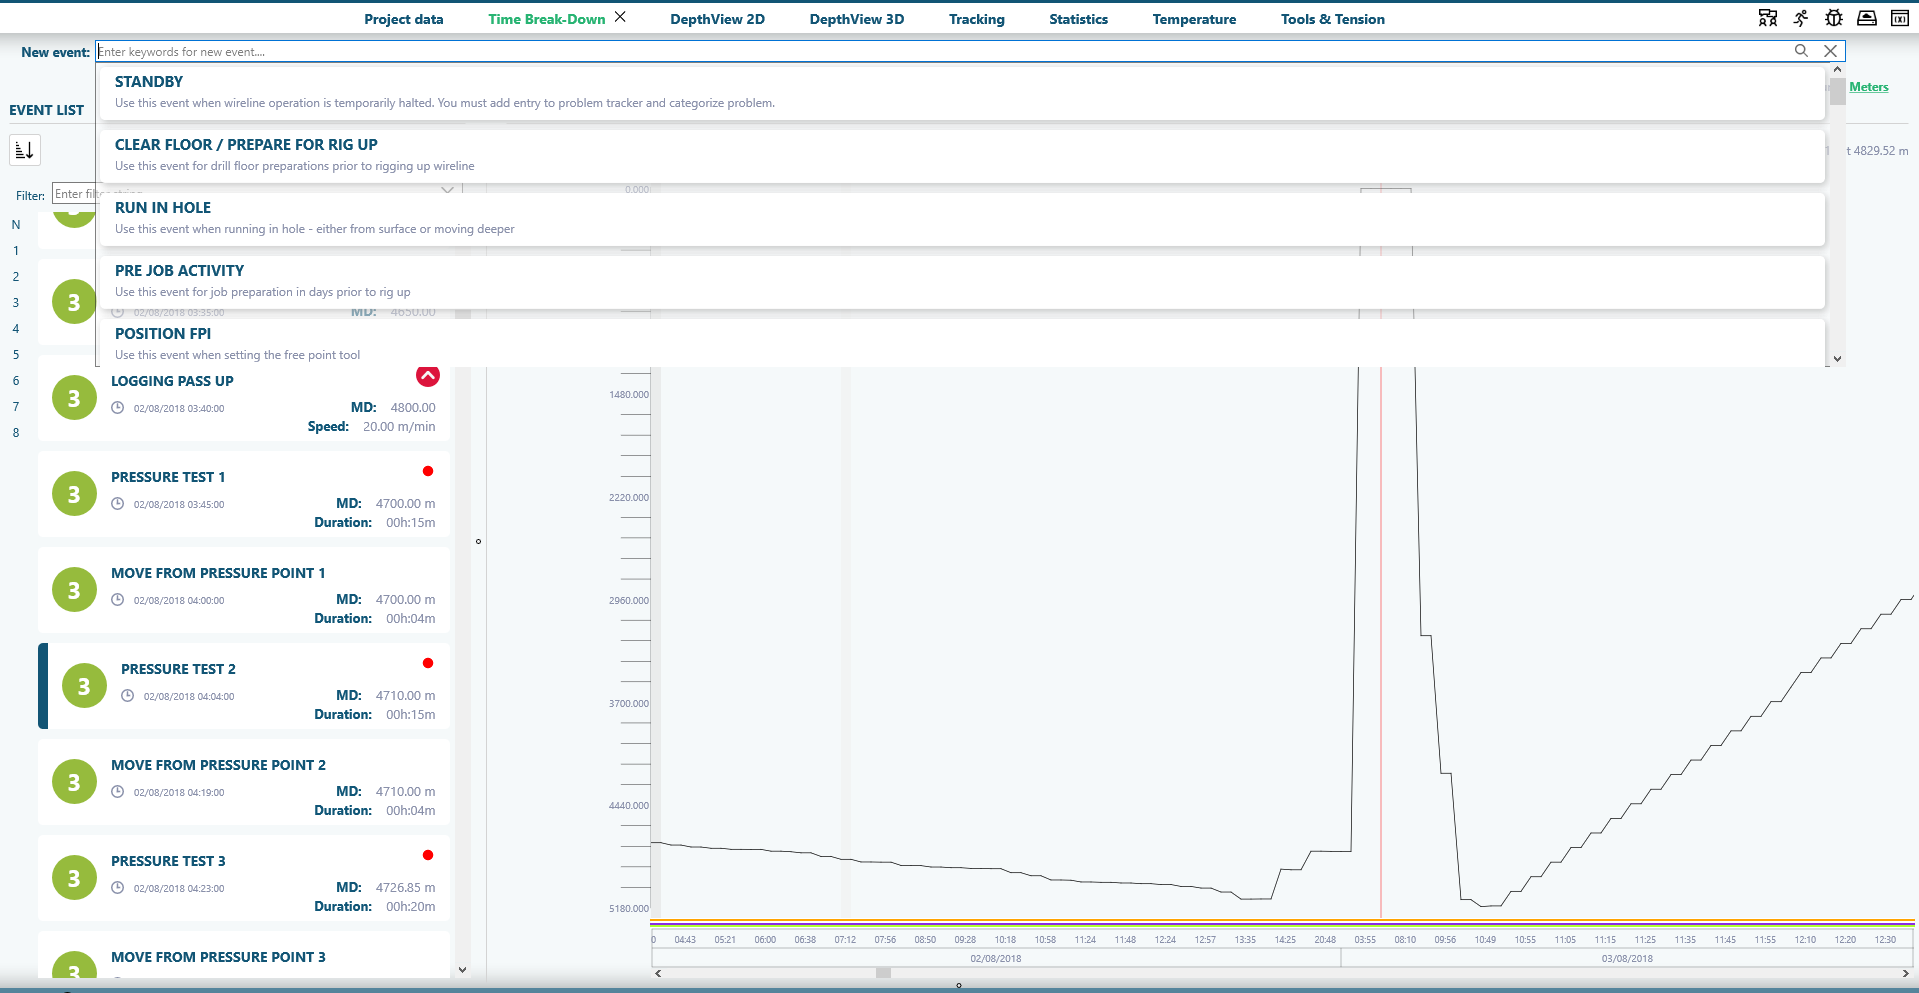 Project data Time Break-Down DepthView 2D DepthView 3D Tracking Statistics Temperature Tools & Tension
New event: Enter keywords for new event....
STANDBY
Use this event when wireline operation is temporarily halted. You must add entry to problem tracker and categorize problem.
Meters
EVENT LIST
CLEAR FLOOR / PREPARE FOR RIG UP
Use this event for drill floor preparations prior to rigging up wireline
t 4829.52 m
Filter: Enter filter string
RUN IN HOLE
Use this event when running in hole - either from surface or moving deeper
PRE JOB ACTIVITY
Use this event for job preparation in days prior to rig up
POSITION FPI
Use this event when setting the free point tool
N
1
2
3
4
5
6
7
8
3
02/08/2018 03:35:00 MD: 4650.00
3
LOGGING PASS UP
02/08/2018 03:40:00 MD: 4800.00
Speed: 20.00 m/min
3
PRESSURE TEST 1
02/08/2018 03:45:00 MD: 4700.00 m
Duration: 00h:15m
3
MOVE FROM PRESSURE POINT 1
02/08/2018 04:00:00 MD: 4700.00 m
Duration: 00h:04m
3
PRESSURE TEST 2
02/08/2018 04:04:00 MD: 4710.00 m
Duration: 00h:15m
3
MOVE FROM PRESSURE POINT 2
02/08/2018 04:19:00 MD: 4710.00 m
Duration: 00h:04m
3
PRESSURE TEST 3
02/08/2018 04:23:00 MD: 4726.85 m
Duration: 00h:20m
3
MOVE FROM PRESSURE POINT 3
0.000
1480.000
2220.000
2960.000
3700.000
4440.000
5180.000
0 04:43 05:21 06:00 06:38 07:12 07:56 08:50 09:28 10:18 10:58 11:24 11:48 12:24 12:57 13:35 14:25 20:48 03:55 08:10 09:56 10:49 10:55 11:05 11:15 11:25 11:35 11:45 11:55 12:10 12:20 12:30
02/08/2018 03/08/2018